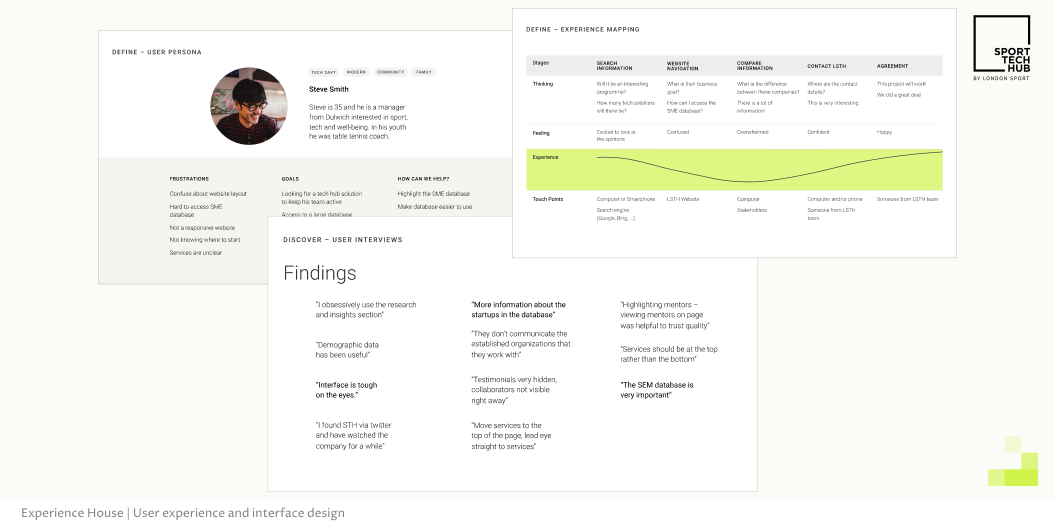 DEFINE – USER PERSONA
TECH SAVY MODERN COMMUNITY FAMILY
Steve Smith
Steve is 35 and he is a manager
from Dulwich interested in sport,
tech and well-being. In his youth
he was table tennis coach.
FRUSTRATIONS
Confuse about website layout
Hard to access SME
database
Not a responsive website
Not knowing where to start
Services are unclear
GOALS
Looking for a tech hub solution
to keep his team active
Access to a large database
HOW CAN WE HELP?
Highlight the SME database
Make database easier to use
DEFINE – EXPERIENCE MAPPING
Stages
SEARCH
INFORMATION
WEBSITE
NAVIGATION
COMPARE
INFORMATION
CONTACT LSTH
AGREEMENT
Thinking
Will it be an interesting
programme?
How many tech solutions
will there be?
What is their business
goal?
How can I access the
SME database?
What is the difference
between these companies?
There is a lot of
information!
Where are the contact
details?
This is very interesting.
This project will work!
We did a great deal
Feeling
Excited to look at
the opinions
Confused
Overwhelmed
Confident
Happy
Experience
Touch Points
Computer or Smartphone
Search engine
(Google, Bing, ...)
LSTH Website
Computer
Stakeholders
Computer and/or phone
Someone from LSTH
team
Someone from LSTH team
SPORT
TECH
HUB
BY LONDON SPORT
DISCOVER – USER INTERVIEWS
Findings
“I obsessively use the research
and insights section”
“Demographic data
has been useful”
“Interface is tough
on the eyes.”
“I found STH via twitter
and have watched the
company for a while”
“More information about the
startups in the database”
“They don’t communicate the
established organizations that
they work with”
“Testimonials very hidden,
collaborators not visible
right away”
“Move services to the
top of the page, lead eye
straight to services”
“Highlighting mentors –
viewing mentors on page
was helpful to trust quality”
“Services should be at the top
rather than the bottom”
“The SEM database is
very important”
Experience House | User experience and interface design